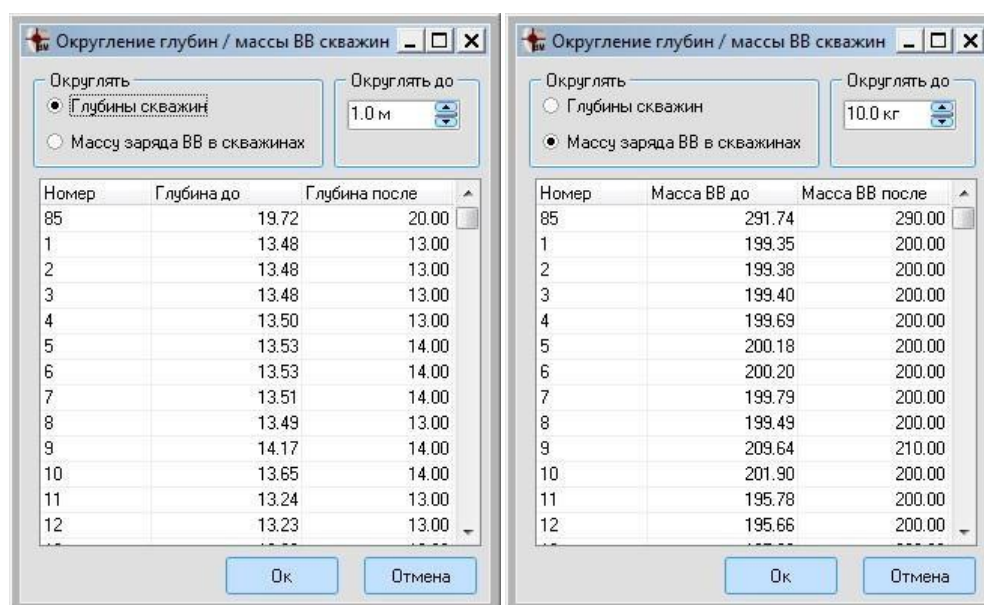 Округление глубин / массы ВВ скважин
Округлять
Глубины скважин
Массу заряда ВВ в скважинах
Округлять до
1.0 м
Номер Глубина до Глубина после
85 19.72 20.00
1 13.48 13.00
2 13.48 13.00
3 13.48 13.00
4 13.50 13.00
5 13.53 14.00
6 13.53 14.00
7 13.51 14.00
8 13.49 13.00
9 14.17 14.00
10 13.65 14.00
11 13.24 13.00
12 13.23 13.00
Ок Отмена
Округление глубин / массы ВВ скважин
Округлять
Глубины скважин
Массу заряда ВВ в скважинах
Округлять до
10.0 кг
Номер Масса ВВ до Масса ВВ после
85 291.74 290.00
1 199.35 200.00
2 199.38 200.00
3 199.40 200.00
4 199.69 200.00
5 200.18 200.00
6 200.20 200.00
7 199.79 200.00
8 199.49 200.00
9 209.64 210.00
10 201.90 200.00
11 195.78 200.00
12 195.66 200.00
Ок Отмена